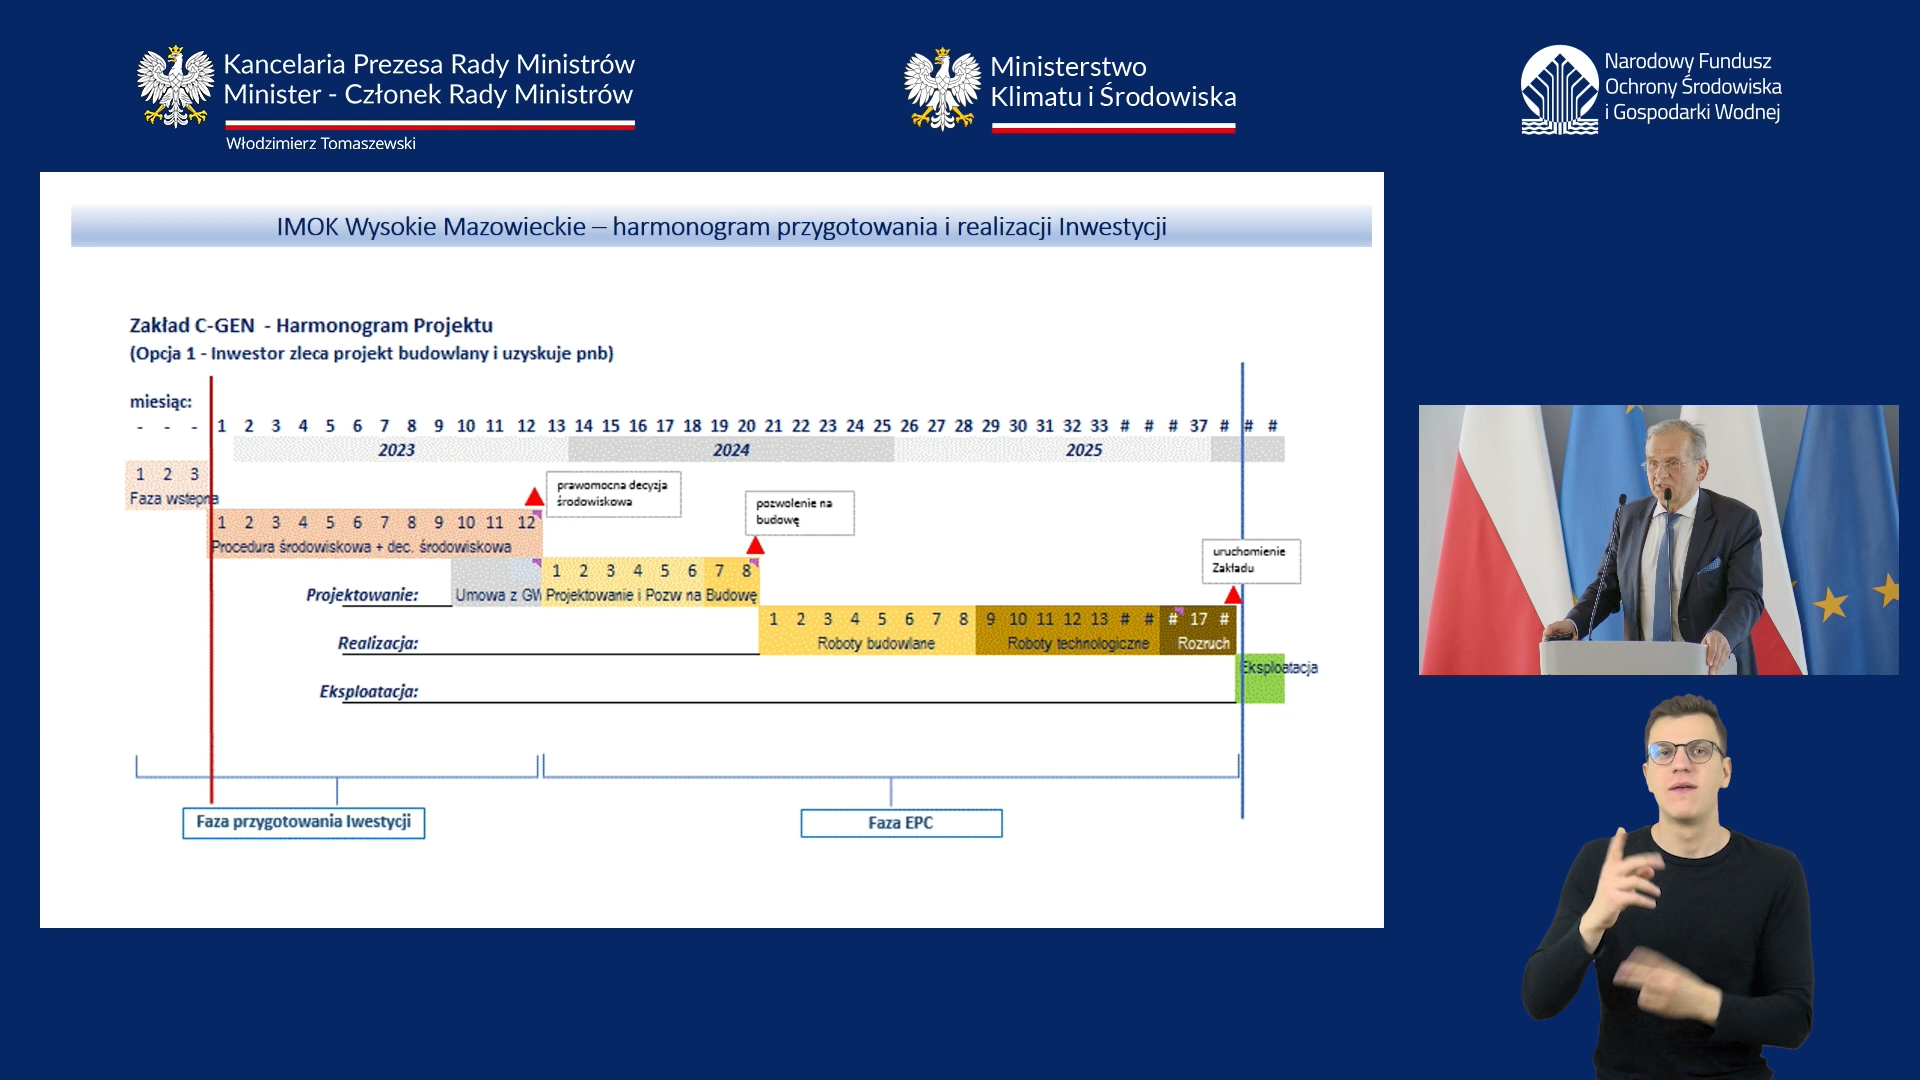 Kancelaria Prezesa Rady Ministrów
Minister - Członek Rady Ministrów
Włodzimierz Tomaszewski
Ministerstwo
Klimatu i Środowiska
Narodowy Fundusz
Ochrony Środowiska
i Gospodarki Wodnej
IMOK Wysokie Mazowieckie – harmonogram przygotowania i realizacji Inwestycji
Zakład C-GEN - Harmonogram Projektu
(Opcja 1 - Inwestor zleca projekt budowlany i uzyskuje pnb)
miesiąc:
- - - 1 2 3 4 5 6 7 8 9 10 11 12 13 14 15 16 17 18 19 20 21 22 23 24 25 26 27 28 29 30 31 32 33 # # # 37 # # #
2023 2024 2025
1 2 3
Faza wstepna
prawomocna decyzja
środowiskowa
pozwolenie na
budowę
1 2 3 4 5 6 7 8 9 10 11 12
Procedura środowiskowa + dec. środowiskowa
uruchomienie
Zakładu
1 2 3 4 5 6 7 8
Projektowanie: Umowa z GW Projektowanie i Pozw na Budowę
1 2 3 4 5 6 7 8 9 10 11 12 13 # # # 17 #
Realizacja: Roboty budowlane Roboty technologiczne Rozruch
Eksploatacja
Eksploatacja:
Faza przygotowania Iwestycji
Faza EPC